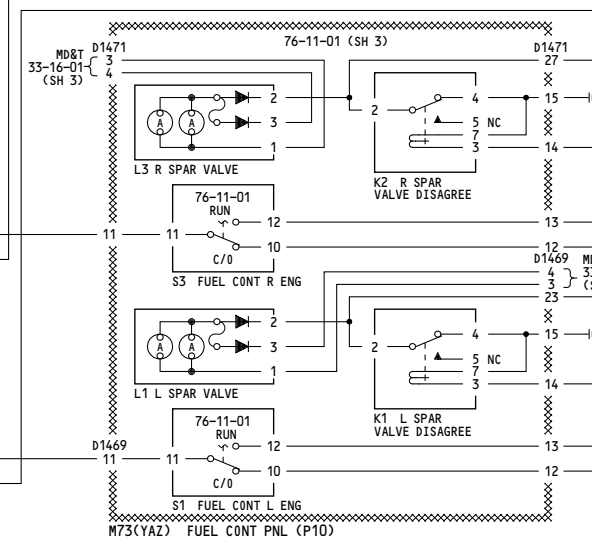 76-11-01 (SH 3)
D1471
D1471
MD&T
33-16-01
(SH 3)
3
4
27
2
3
1
A
A
L3 R SPAR VALVE
2
4
5 NC
7
3
15
14
K2 R SPAR
VALVE DISAGREE
76-11-01
RUN
11
11
12
10
C/O
13
12
S3 FUEL CONT R ENG
D1469
4
3
23
2
3
1
A
A
L1 L SPAR VALVE
2
4
5 NC
7
3
15
14
K1 L SPAR
VALVE DISAGREE
D1469
76-11-01
RUN
11
11
12
10
C/O
13
12
S1 FUEL CONT L ENG
M73(YAZ) FUEL CONT PNL (P10)